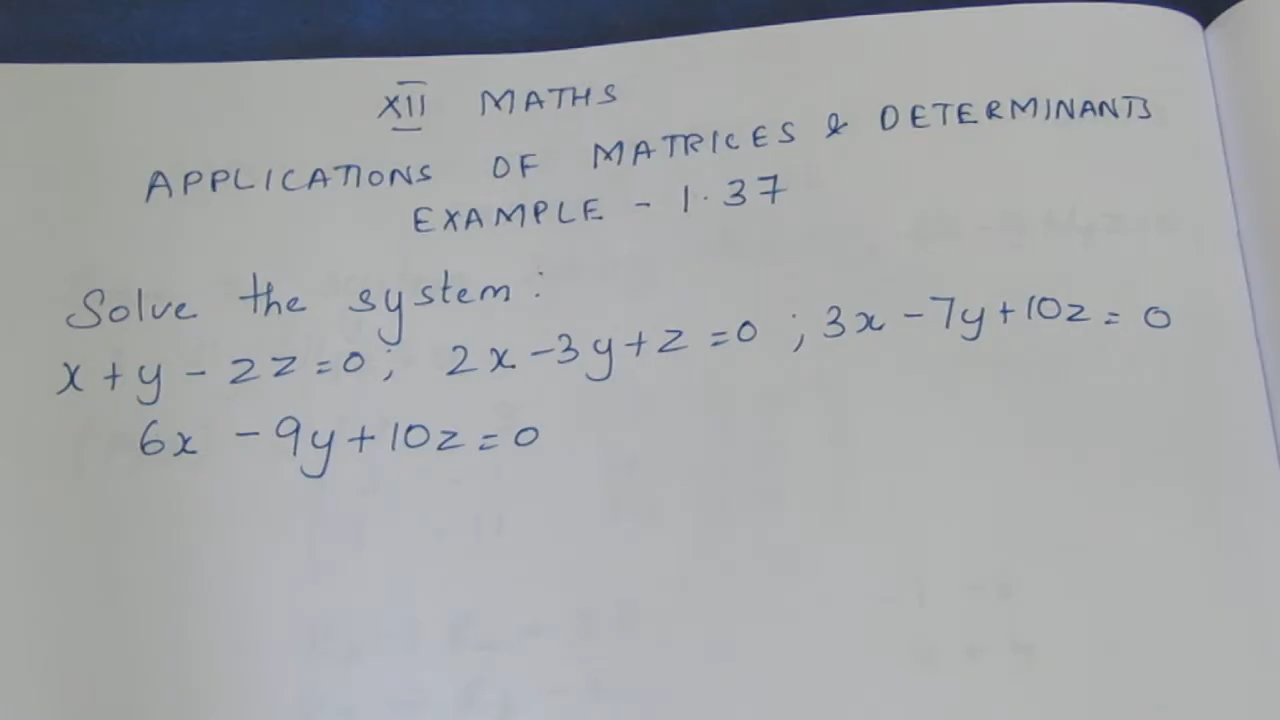 XII MATHS
APPLICATIONS OF MATRICES & DETERMINANTS
EXAMPLE - 1.37
Solve the system:
x + y - 2z = 0; 2x - 3y + z = 0; 3x - 7y + 10z = 0
6x - 9y + 10z = 0